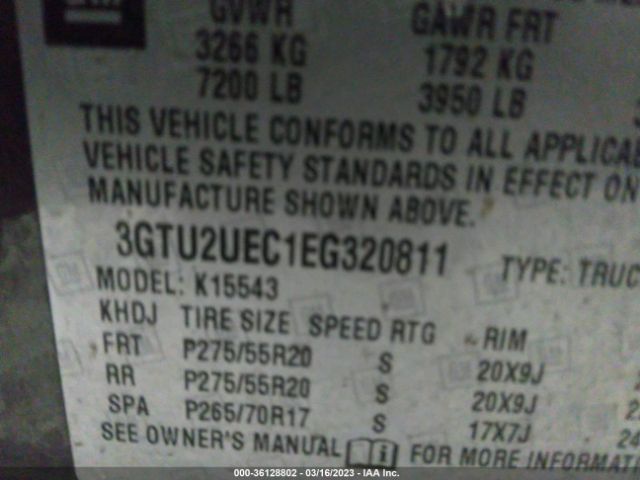 GVWR GAWR FRT
3266 KG 1792 KG
7200 LB 3950 LB
THIS VEHICLE CONFORMS TO ALL
VEHICLE SAFETY STANDARDS IN EFFECT ON
MANUFACTURE SHOWN ABOVE.
3GTU2UEC1EG320811 TYPE:
MODEL: K15543
KHDJ TIRE SIZE SPEED RTG RIM
FRT P275/55R20 S 20X9J
RR P275/55R20 S 20X9J
SPA P265/70R17 S 17X7J
SEE OWNER'S MANUAL FOR MORE
000-36128802 - 03/16/2023 - IAA Inc.